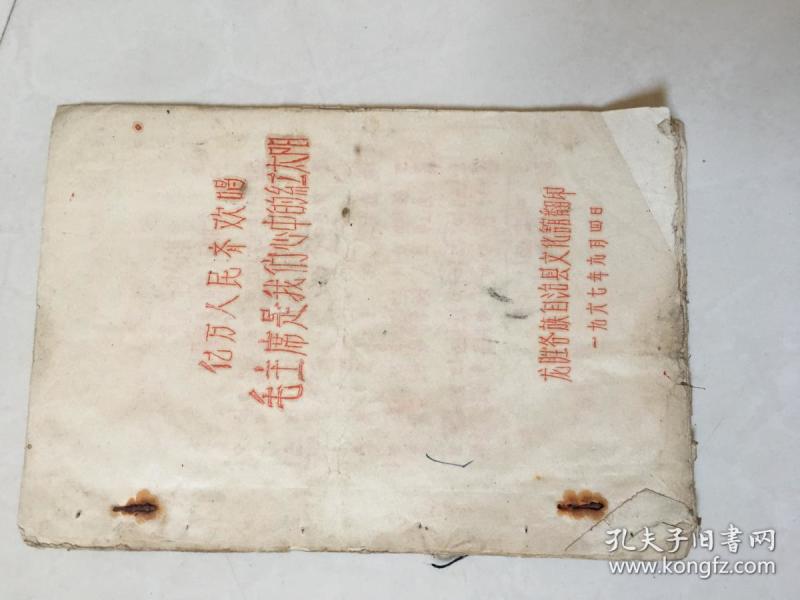 亿万人民齐欢唱
毛主席是我们心中的红太阳
龙胜各族自治县文化馆翻印
一九六七年九月四日
孔夫子旧书网
www.kongfz.com